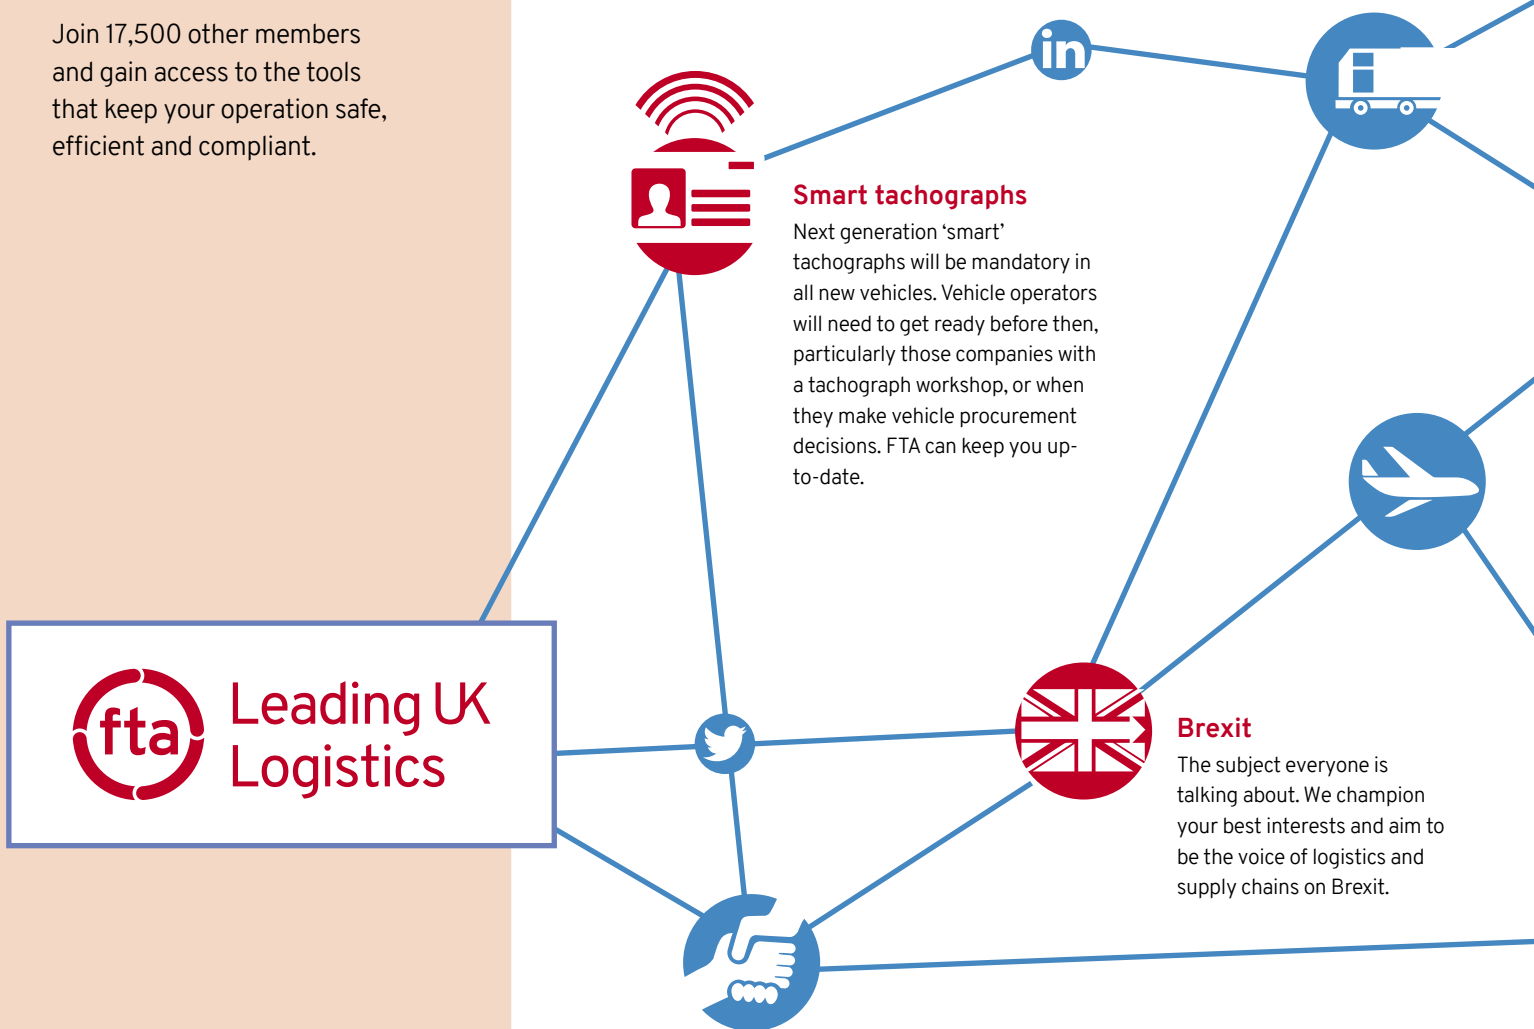 Join 17,500 other members
and gain access to the tools
that keep your operation safe,
efficient and compliant.
in
Smart tachographs
Next generation ‘smart’
tachographs will be mandatory in
all new vehicles. Vehicle operators
will need to get ready before then,
particularly those companies with
a tachograph workshop, or when
they make vehicle procurement
decisions. FTA can keep you up-
to-date.
fta
Leading UK
Logistics
Brexit
The subject everyone is
talking about. We champion
your best interests and aim to
be the voice of logistics and
supply chains on Brexit.